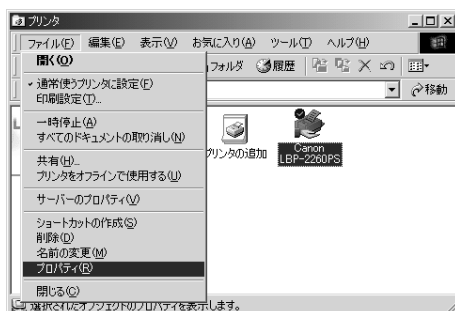 プリンタ
ファイル(F) 編集(E) 表示(V) お気に入り(A) ツール(T) ヘルプ(H)
開く(O)
フォルダ 履歴
通常使うプリンタに設定(F)
印刷設定(T)...
移動
一時停止(A)
すべてのドキュメントの取り消し(N)
プリンタの追加
Canon
LBP-2260PS
共有(H)...
プリンタをオフラインで使用する(U)
サーバーのプロパティ(V)
ショートカットの作成(S)
削除(D)
名前の変更(M)
プロパティ(R)
閉じる(C)
選択されたオブジェクトのプロパティを表示します。